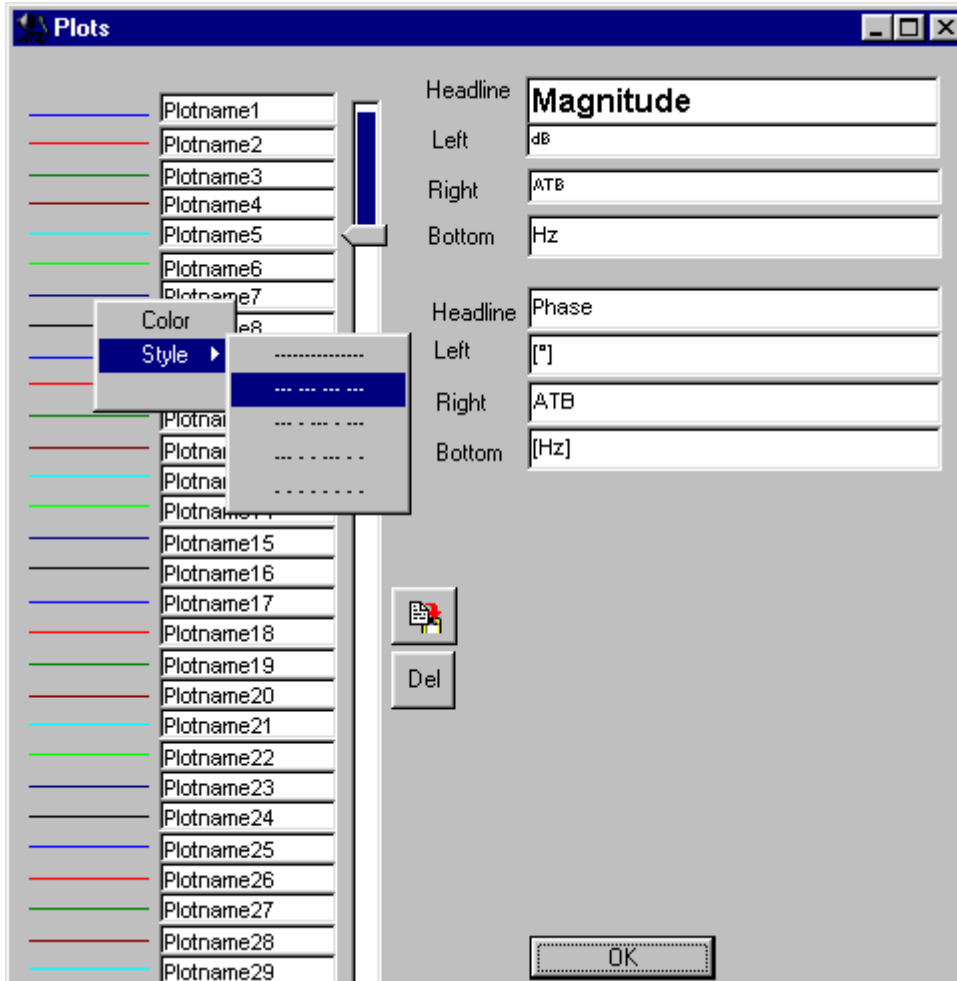 Plots
Plotname1
Plotname2
Plotname3
Plotname4
Plotname5
Plotname6
Plotname7
Color
Style
Plotname15
Plotname16
Plotname17
Plotname18
Plotname19
Plotname20
Plotname21
Plotname22
Plotname23
Plotname24
Plotname25
Plotname26
Plotname27
Plotname28
Plotname29
Headline Magnitude
Left dB
Right ATB
Bottom Hz
Headline Phase
Left [°]
Right ATB
Bottom [Hz]
Del
OK